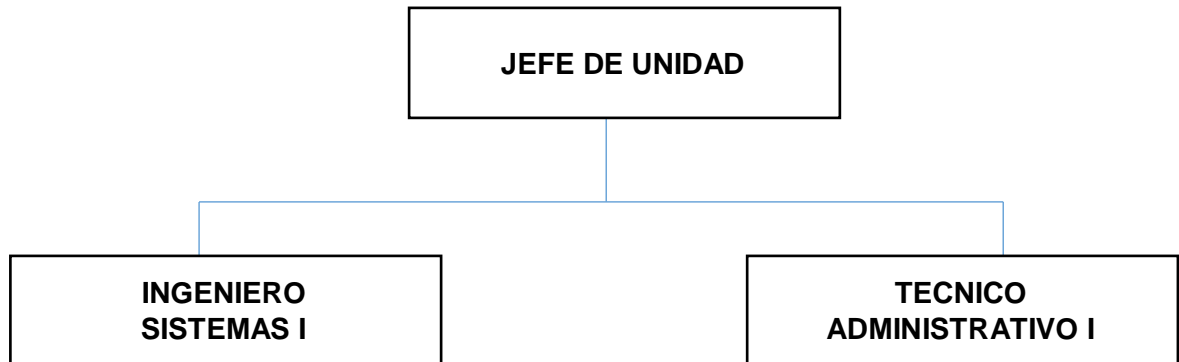 JEFE DE UNIDAD
INGENIERO
SISTEMAS I
TECNICO
ADMINISTRATIVO I